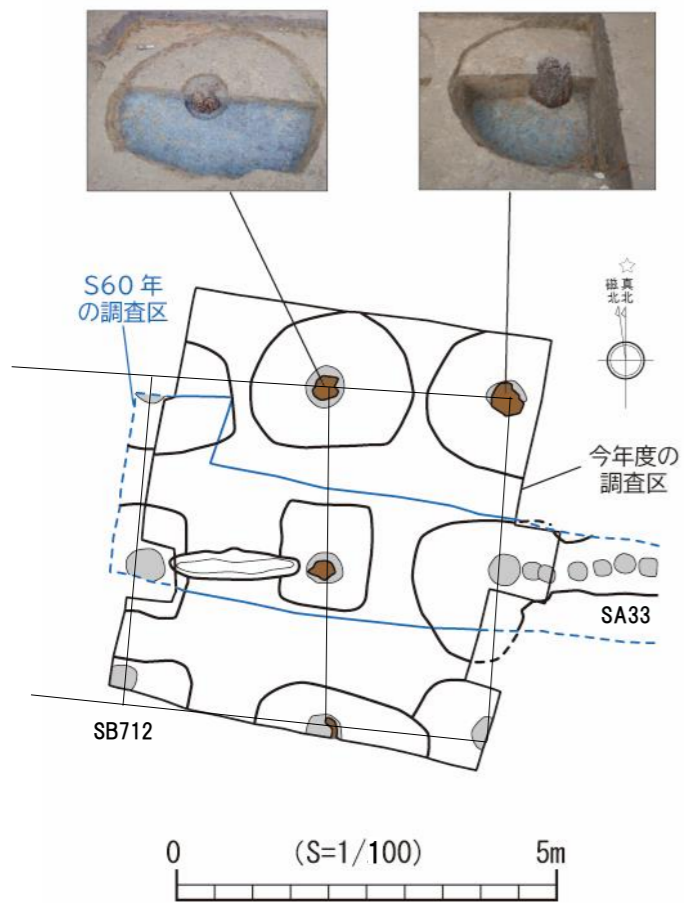 S60 年
の調査区
磁 真
北 北
今年度の
調査区
SA33
SB712
0 (S=1/100) 5m